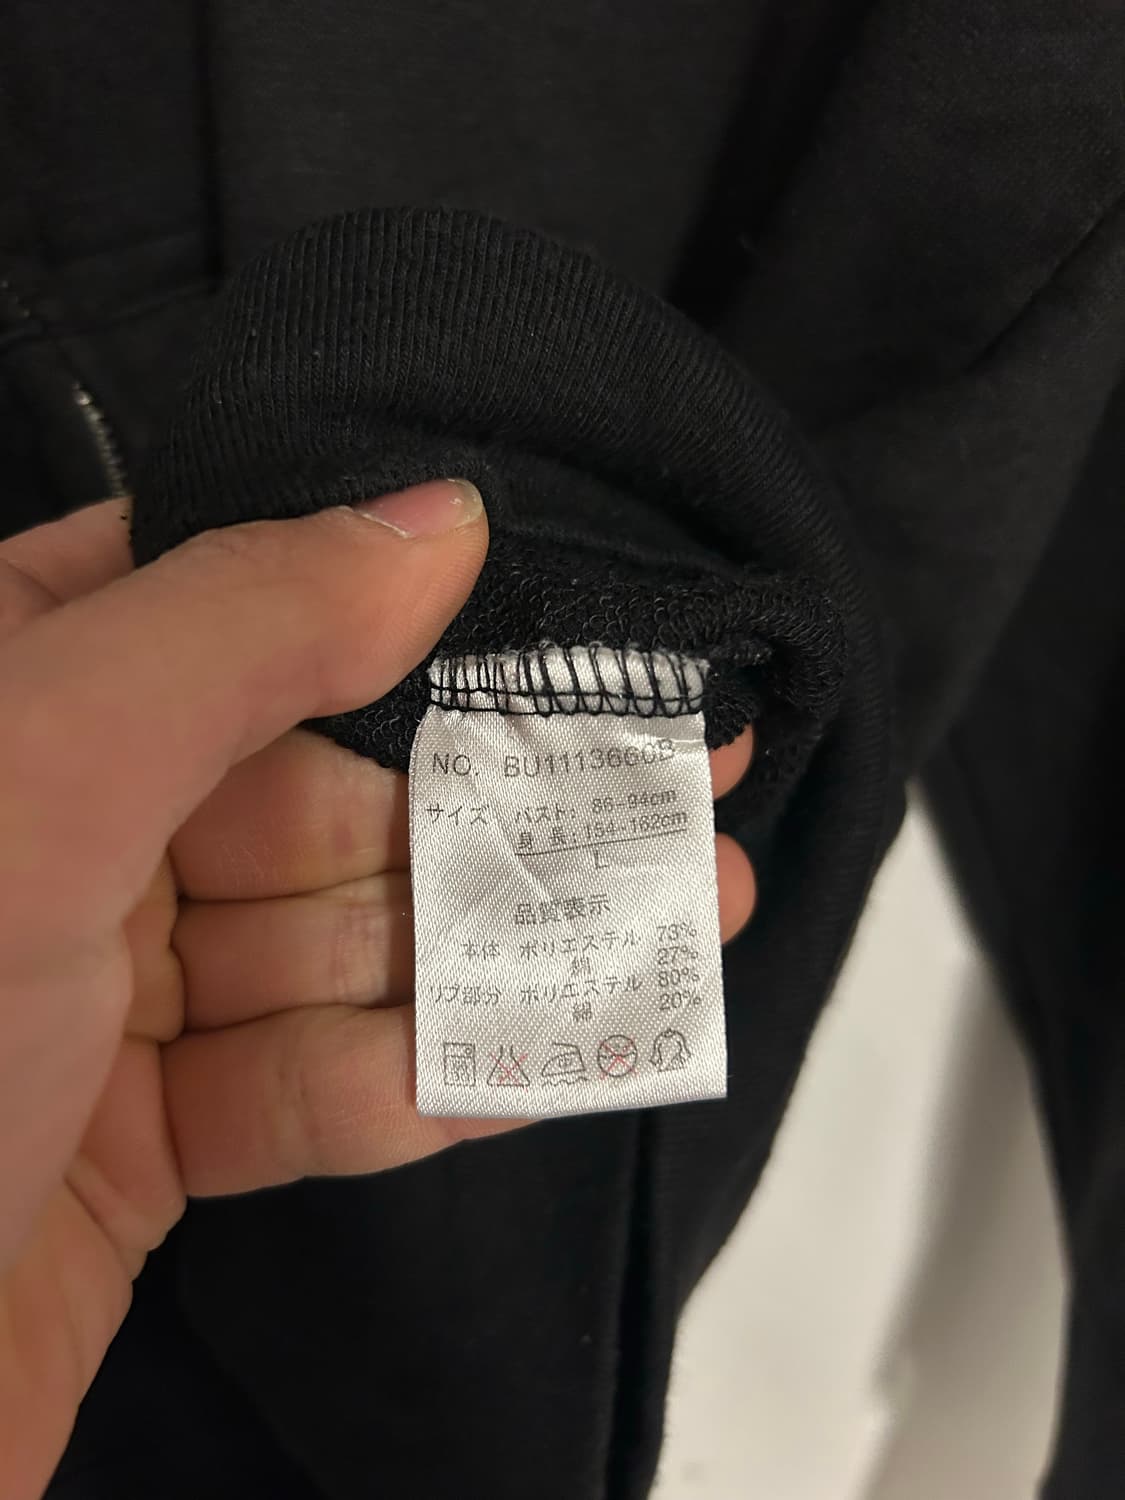 NO. BU1113660B
サイズ バスト: 86-94cm
身長: 154-162cm
L
品質表示
本体 ポリエステル 73%
綿 27%
リブ部分 ポリエステル 80%
綿 20%